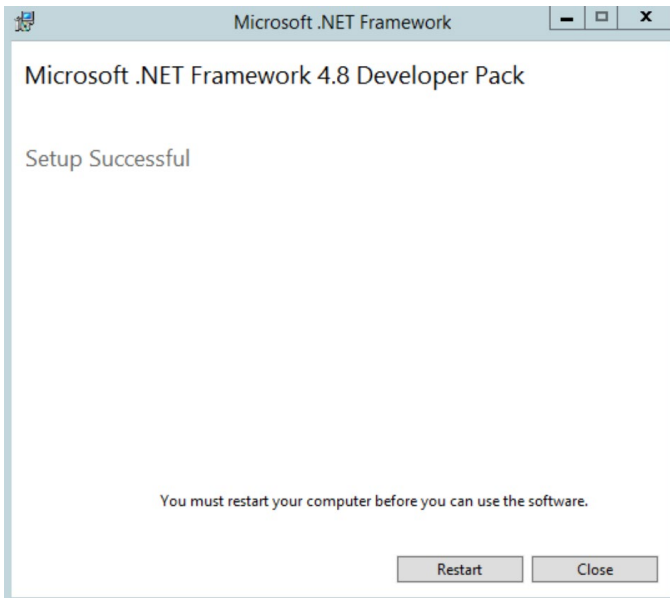 Microsoft .NET Framework
Microsoft .NET Framework 4.8 Developer Pack
Setup Successful
You must restart your computer before you can use the software.
Restart
Close